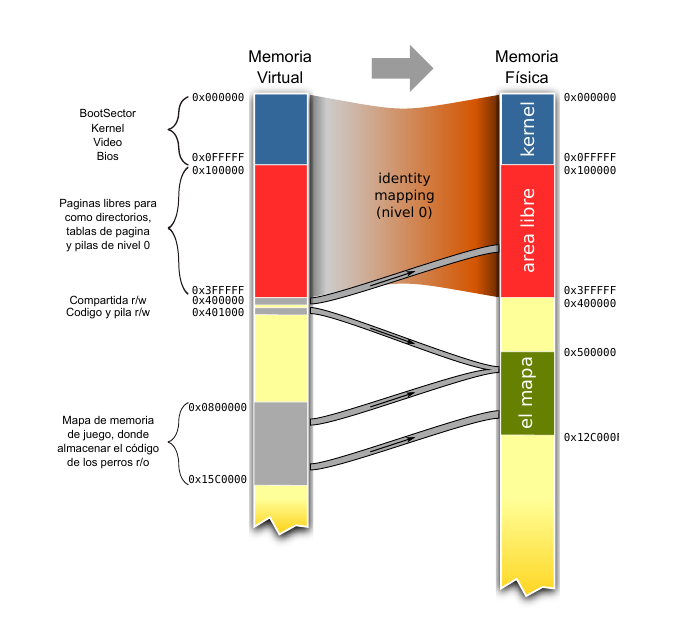 Memoria
Virtual
Memoria
Física
BootSector
Kernel
Video
Bios
0x000000
0x0FFFFF
0x100000
Paginas libres para
como directorios,
tablas de pagina
y pilas de nivel 0
0x3FFFFF
Compartida r/w
0x400000
Codigo y pila r/w
0x401000
Mapa de memoria
de juego, donde
almacenar el código
de los perros r/o
0x0800000
0x15C0000
identity
mapping
(nivel 0)
kernel
area libre
el mapa
0x000000
0x0FFFFF
0x100000
0x3FFFFF
0x400000
0x500000
0x12C000